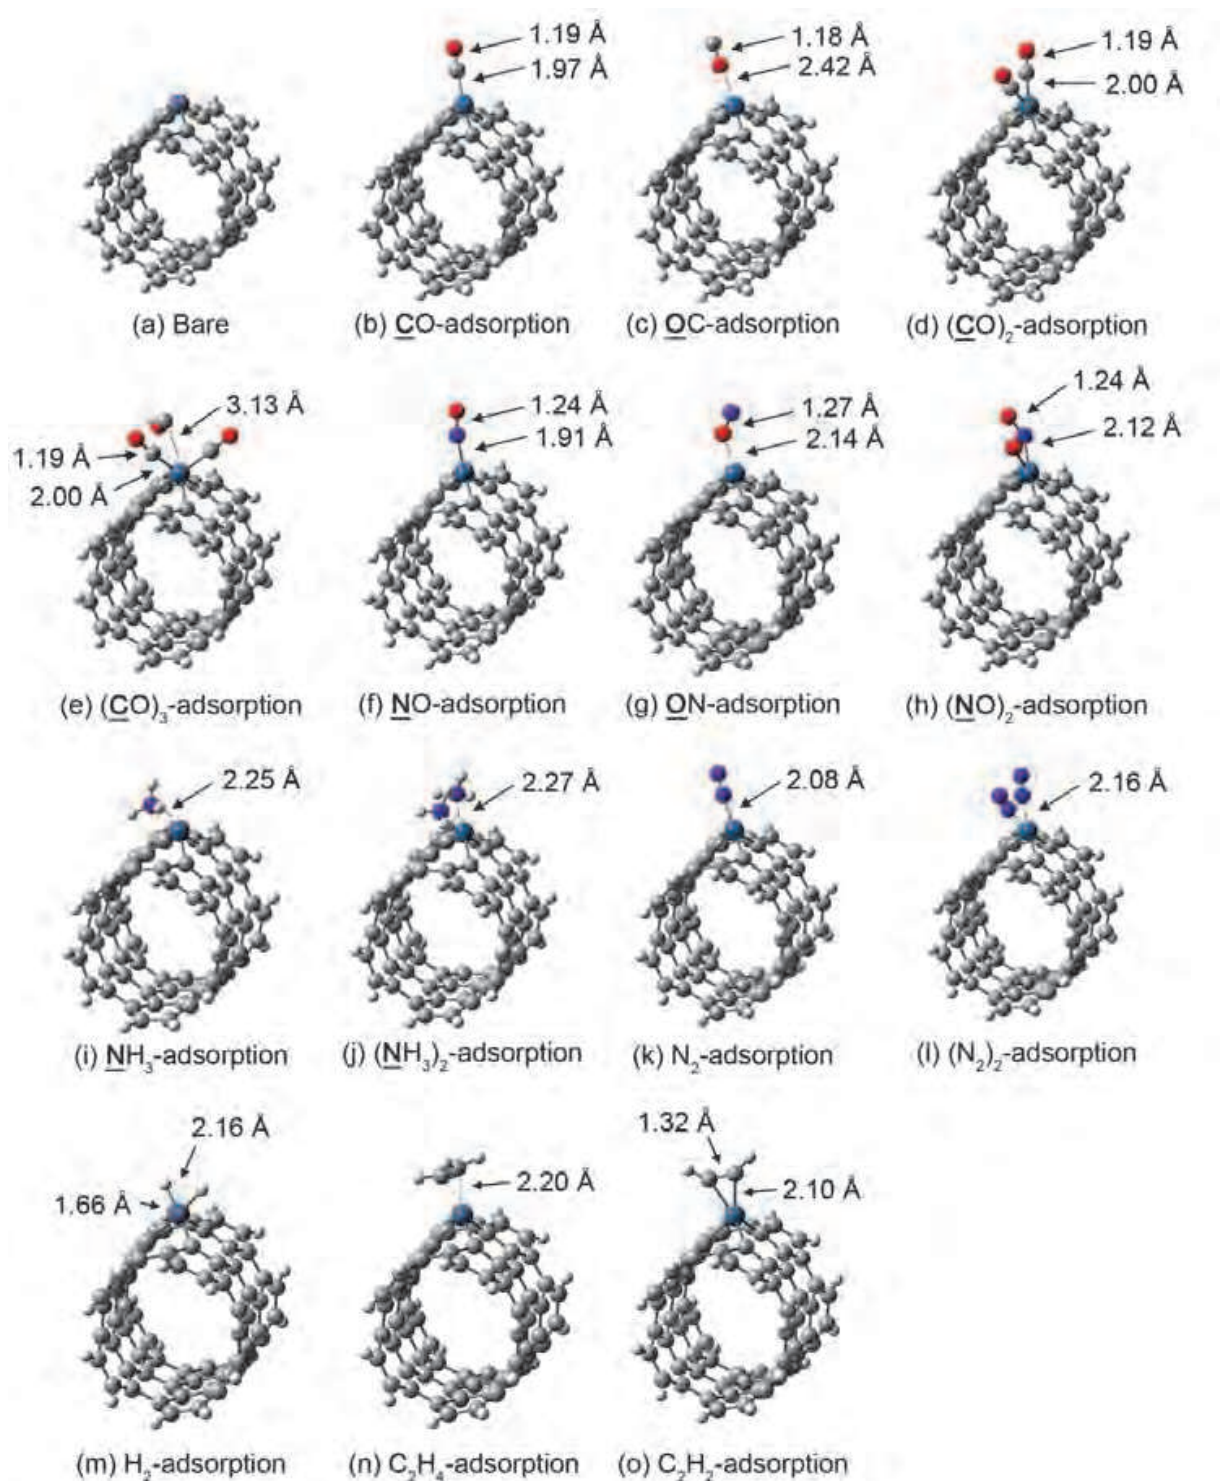 1.19 Å
1.97 Å
1.18 Å
2.42 Å
1.19 Å
2.00 Å
(a) Bare
(b) CO-adsorption
(c) OC-adsorption
(d) (CO)₂-adsorption
3.13 Å
1.19 Å
2.00 Å
1.24 Å
1.91 Å
1.27 Å
2.14 Å
1.24 Å
2.12 Å
(e) (CO)₃-adsorption
(f) NO-adsorption
(g) ON-adsorption
(h) (NO)₂-adsorption
2.25 Å
2.27 Å
2.08 Å
2.16 Å
(i) NH₃-adsorption
(j) (NH₃)₂-adsorption
(k) N₂-adsorption
(l) (N₂)₂-adsorption
2.16 Å
1.66 Å
2.20 Å
1.32 Å
2.10 Å
(m) H₂-adsorption
(n) C₂H₄-adsorption
(o) C₂H₂-adsorption